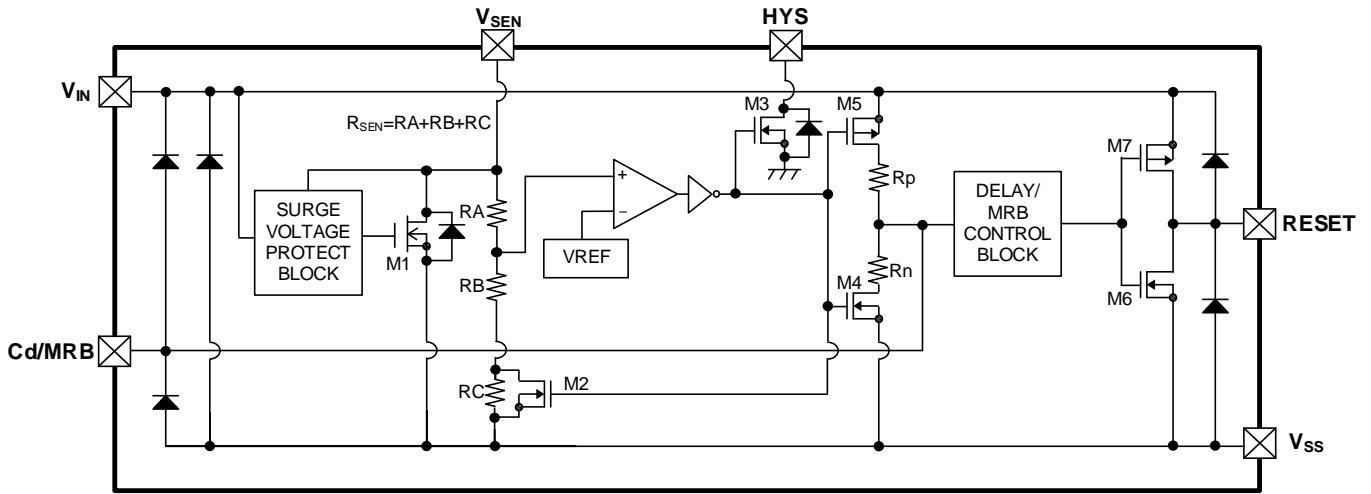 VSEN
HYS
VIN
M3
M5
RSEN=RA+RB+RC
M7
SURGE
VOLTAGE
PROTECT
BLOCK
RA
+
−
VREF
Rp
DELAY/
MRB
CONTROL
BLOCK
RESET
M1
RB
Rn
M4
M6
Cd/MRB
RC
M2
VSS